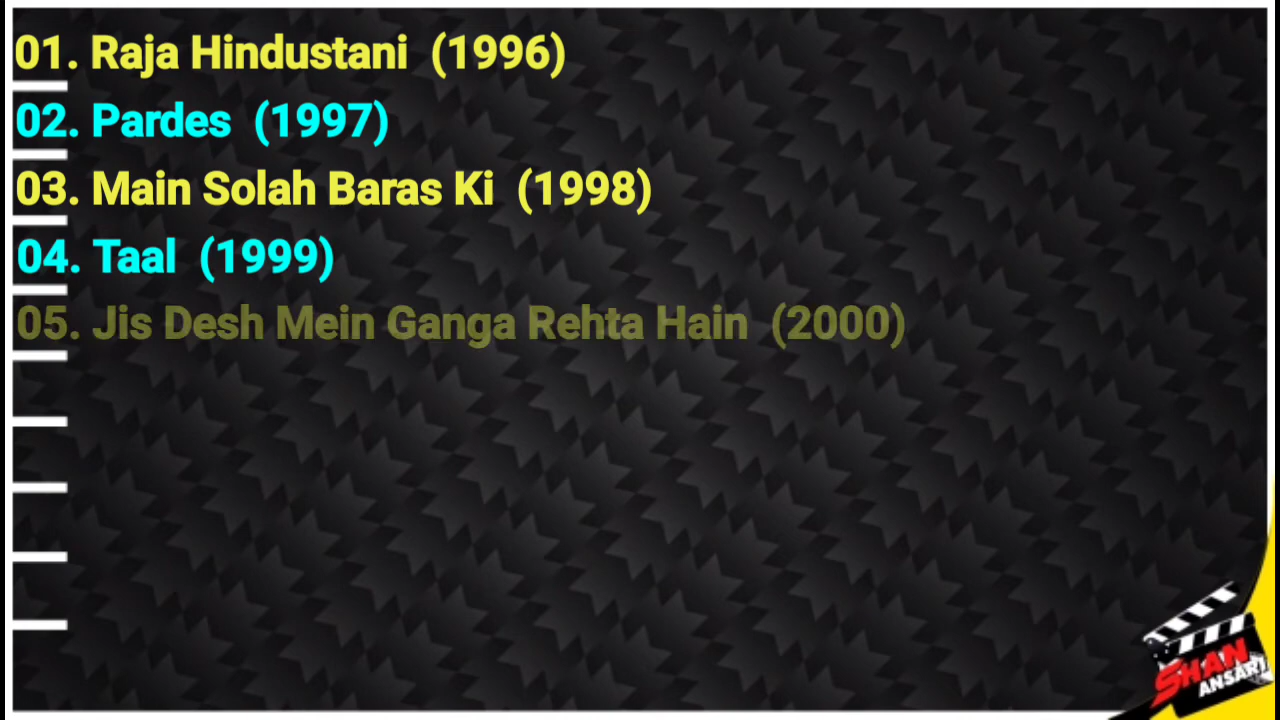 01. Raja Hindustani (1996)
02. Pardes (1997)
03. Main Solah Baras Ki (1998)
04. Taal (1999)
05. Jis Desh Mein Ganga Rehta Hain (2000)
SHAN
ANSARI